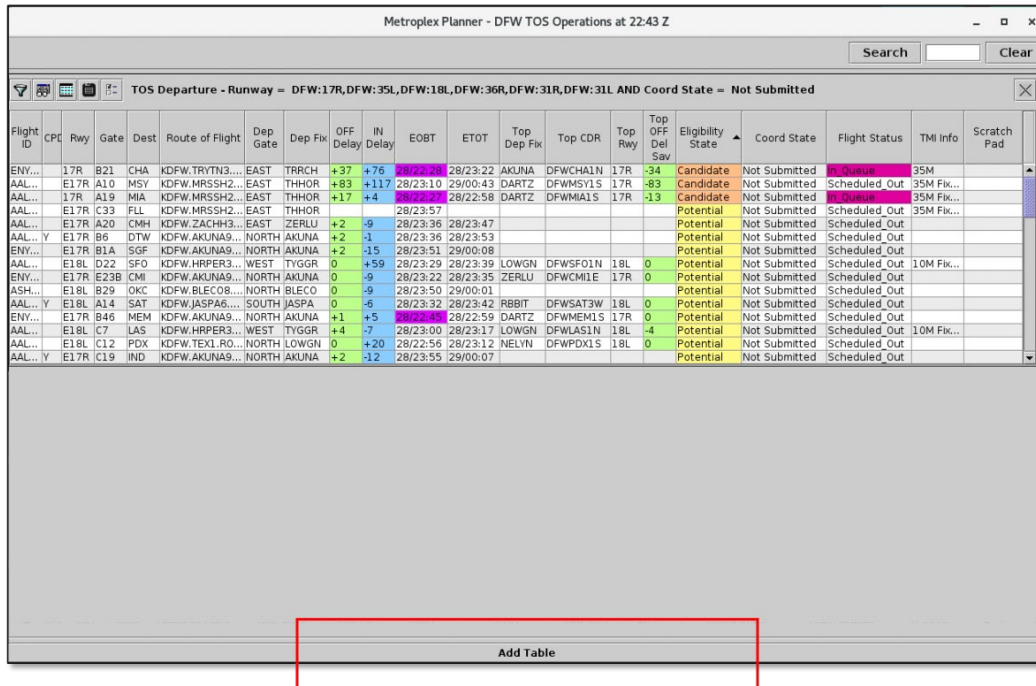 Metroplex Planner - DFW TOS Operations at 22:43 Z
Search Clear
TOS Departure - Runway = DFW:17R,DFW:35L,DFW:18L,DFW:36R,DFW:31R,DFW:31L AND Coord State = Not Submitted
Flight ID CPD Rwy Gate Dest Route of Flight Dep Gate Dep Fix OFF Delay IN Delay EOBT ETOT Top Dep Fix Top CDR Top Rwy Top OFF Del Sav Eligibility State Coord State Flight Status TMI Info Scratch Pad
ENY... 17R B21 CHA KDFW.TRYTN3.... EAST TRRCH +37 +76 28/22:28 28/23:22 AKUNA DFWCHA1N 17R -34 Candidate Not Submitted In_Queue 35M
AAL... E17R A10 MSY KDFW.MRSSH2... EAST THHOR +83 +117 28/23:10 29/00:43 DARTZ DFWMSY1S 17R -83 Candidate Not Submitted Scheduled_Out 35M Fix...
AAL... 17R A19 MIA KDFW.MRSSH2... EAST THHOR +17 +4 28/22:27 28/22:58 DARTZ DFWMIA1S 17R -13 Candidate Not Submitted In_Queue 35M Fix...
AAL... E17R C33 FLL KDFW.MRSSH2... EAST THHOR 28/23:57 Potential Not Submitted Scheduled_Out 35M Fix...
AAL... E17R A20 CMH KDFW.ZACHH3... EAST ZERLU +2 -9 28/23:36 28/23:47 Potential Not Submitted Scheduled_Out
AAL... Y E17R B6 DTW KDFW.AKUNA9... NORTH AKUNA +2 -1 28/23:36 28/23:53 Potential Not Submitted Scheduled_Out
ENY... E17R B1A SGF KDFW.AKUNA9... NORTH AKUNA +2 -15 28/23:51 29/00:08 Potential Not Submitted Scheduled_Out
AAL... E18L D22 SFO KDFW.HRPER3... WEST TYGGR 0 +59 28/23:29 28/23:39 LOWGN DFWSFO1N 18L 0 Potential Not Submitted Scheduled_Out 10M Fix...
ENY... E17R E23B CMI KDFW.AKUNA9... NORTH AKUNA 0 -9 28/23:22 28/23:35 ZERLU DFWCMI1E 17R 0 Potential Not Submitted Scheduled_Out
ASH... E18L B29 OKC KDFW.BLECO8.... NORTH BLECO 0 -9 28/23:50 29/00:01 Potential Not Submitted Scheduled_Out
AAL... Y E18L A14 SAT KDFW.JASPA6.... SOUTH JASPA 0 -6 28/23:32 28/23:42 RBBIT DFWSAT3W 18L 0 Potential Not Submitted Scheduled_Out
ENY... E17R B46 MEM KDFW.AKUNA9... NORTH AKUNA +1 +5 28/22:45 28/22:59 DARTZ DFWMEM1S 17R 0 Potential Not Submitted Scheduled_Out
AAL... E18L C7 LAS KDFW.HRPER3... WEST TYGGR +4 -7 28/23:00 28/23:17 LOWGN DFWLAS1N 18L -4 Potential Not Submitted Scheduled_Out 10M Fix...
AAL... E18L C12 PDX KDFW.TEX1.RO... NORTH LOWGN 0 +20 28/22:56 28/23:12 NELYN DFWPDX1S 18L 0 Potential Not Submitted Scheduled_Out
AAL... Y E17R C19 IND KDFW.AKUNA9... NORTH AKUNA +2 -12 28/23:55 29/00:07 Potential Not Submitted Scheduled_Out
Add Table